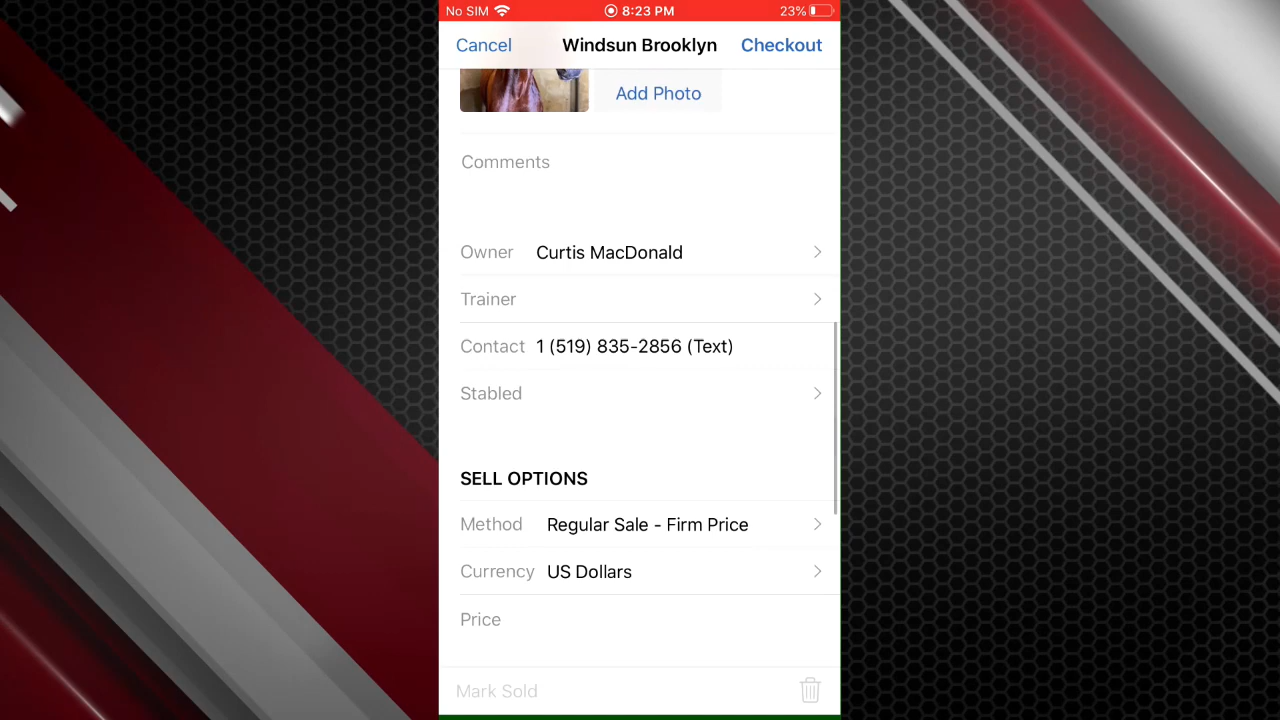 No SIM 8:23 PM 23%
Cancel Windsun Brooklyn Checkout
Add Photo
Comments
Owner Curtis MacDonald
Trainer
Contact 1 (519) 835-2856 (Text)
Stabled
SELL OPTIONS
Method Regular Sale - Firm Price
Currency US Dollars
Price
Mark Sold